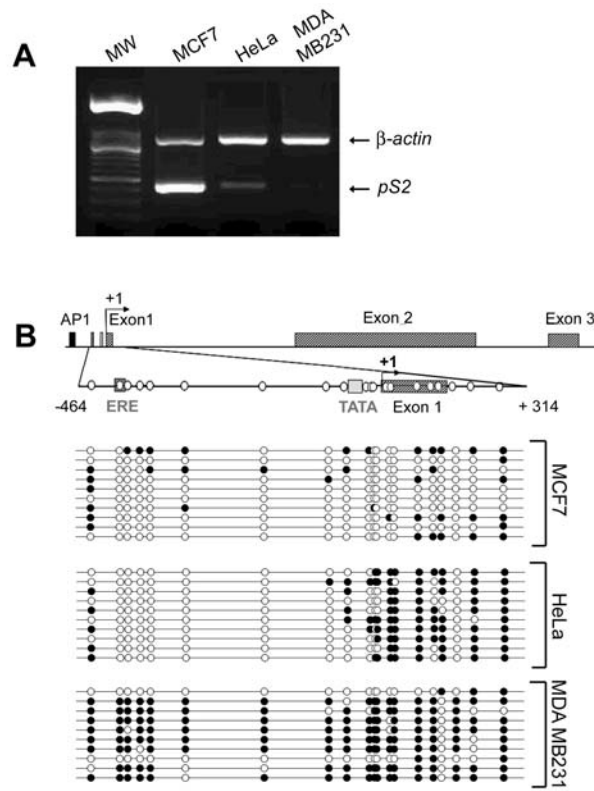 A
MW
MCF7
HeLa
MDA
MB231
β-actin
pS2
B
AP1
+1
Exon1
Exon 2
Exon 3
+1
-464
ERE
TATA
Exon 1
+ 314
MCF7
HeLa
MDA MB231